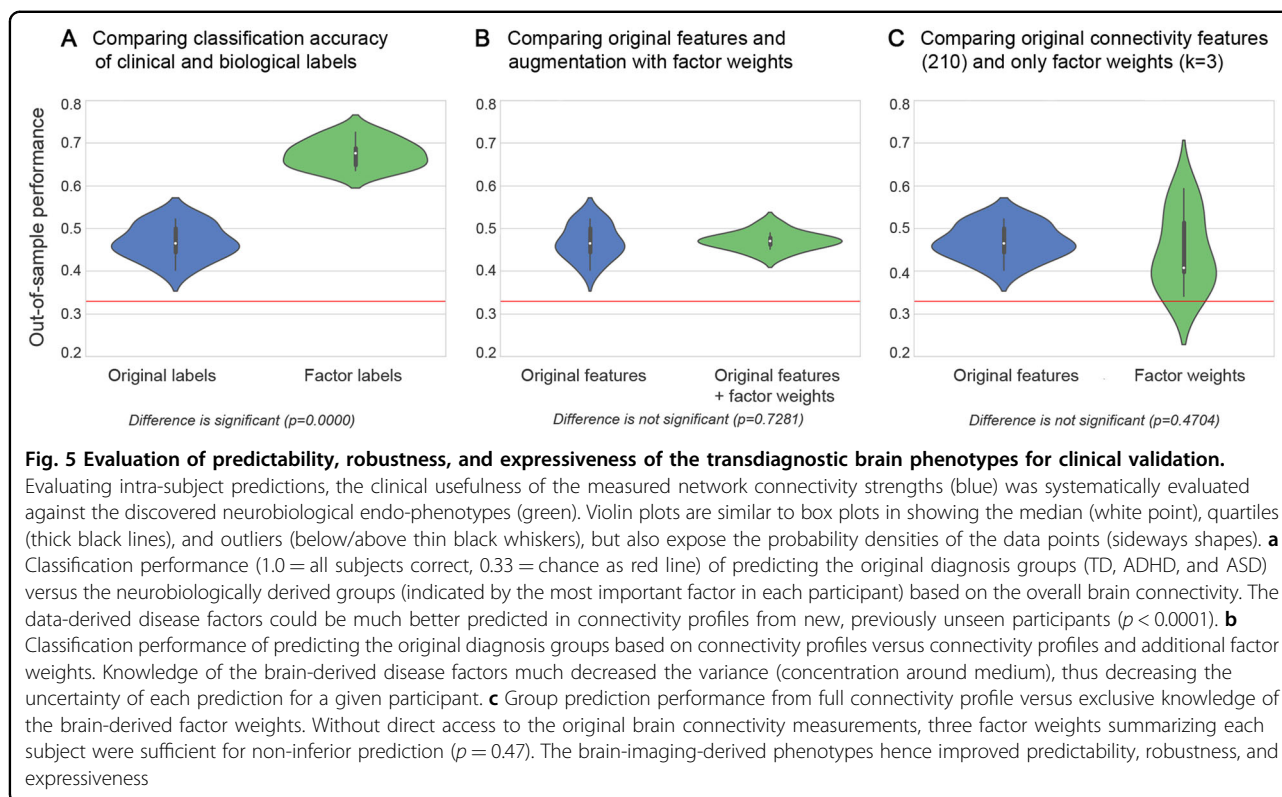 A Comparing classification accuracy
of clinical and biological labels
B Comparing original features and
augmentation with factor weights
C Comparing original connectivity features
(210) and only factor weights (k=3)
Out-of-sample performance
0.8
0.7
0.6
0.5
0.4
0.3
0.2
Original labels
Factor labels
Difference is significant (p=0.0000)
0.8
0.7
0.6
0.5
0.4
0.3
0.2
Original features
Original features
+ factor weights
Difference is not significant (p=0.7281)
0.8
0.7
0.6
0.5
0.4
0.3
0.2
Original features
Factor weights
Difference is not significant (p=0.4704)
Fig. 5 Evaluation of predictability, robustness, and expressiveness of the transdiagnostic brain phenotypes for clinical validation.
Evaluating intra-subject predictions, the clinical usefulness of the measured network connectivity strengths (blue) was systematically evaluated
against the discovered neurobiological endo-phenotypes (green). Violin plots are similar to box plots in showing the median (white point), quartiles
(thick black lines), and outliers (below/above thin black whiskers), but also expose the probability densities of the data points (sideways shapes). a
Classification performance (1.0 = all subjects correct, 0.33 = chance as red line) of predicting the original diagnosis groups (TD, ADHD, and ASD)
versus the neurobiologically derived groups (indicated by the most important factor in each participant) based on the overall brain connectivity. The
data-derived disease factors could be much better predicted in connectivity profiles from new, previously unseen participants (p < 0.0001). b
Classification performance of predicting the original diagnosis groups based on connectivity profiles versus connectivity profiles and additional factor
weights. Knowledge of the brain-derived disease factors much decreased the variance (concentration around medium), thus decreasing the
uncertainty of each prediction for a given participant. c Group prediction performance from full connectivity profile versus exclusive knowledge of
the brain-derived factor weights. Without direct access to the original brain connectivity measurements, three factor weights summarizing each
subject were sufficient for non-inferior prediction (p = 0.47). The brain-imaging-derived phenotypes hence improved predictability, robustness, and
expressiveness